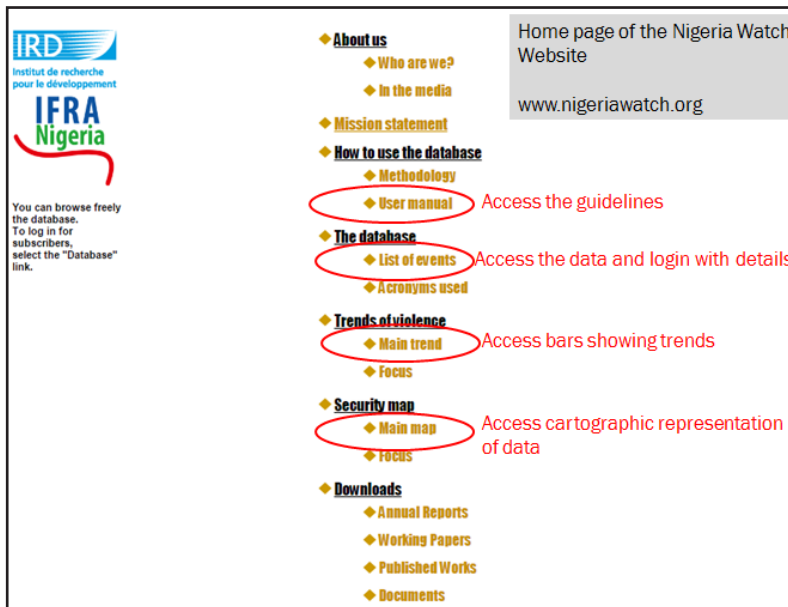 IRD
Institut de recherche
pour le développement
IFRA
Nigeria
You can browse freely
the database.
To log in for
subscribers,
select the "Database"
link.
About us
Who are we?
In the media
Mission statement
How to use the database
Methodology
User manual
The database
List of events
Acronyms used
Trends of violence
Main trend
Focus
Security map
Main map
Focus
Downloads
Annual Reports
Working Papers
Published Works
Documents
Home page of the Nigeria Watch
Website
www.nigeriawatch.org
Access the guidelines
Access the data and login with details
Access bars showing trends
Access cartographic representation
of data